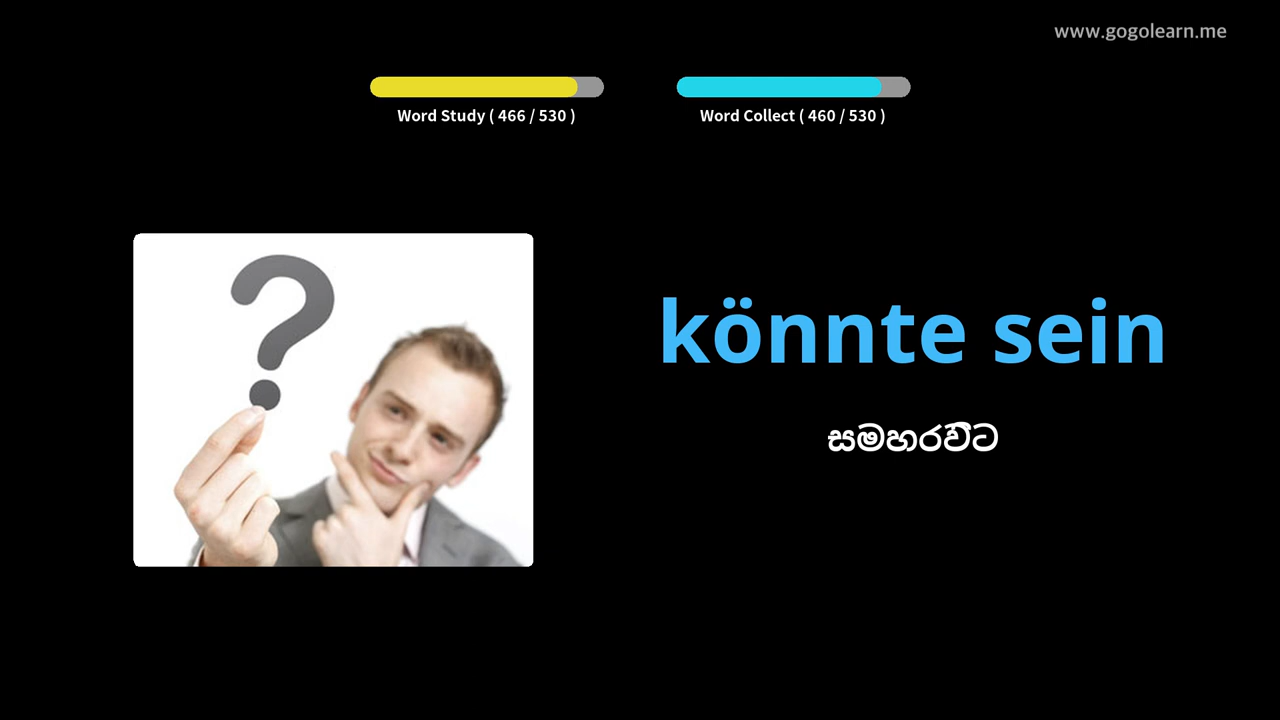 www.gogolearn.me
Word Study ( 466 / 530 )
Word Collect ( 460 / 530 )
könnte sein
සමහරවිට